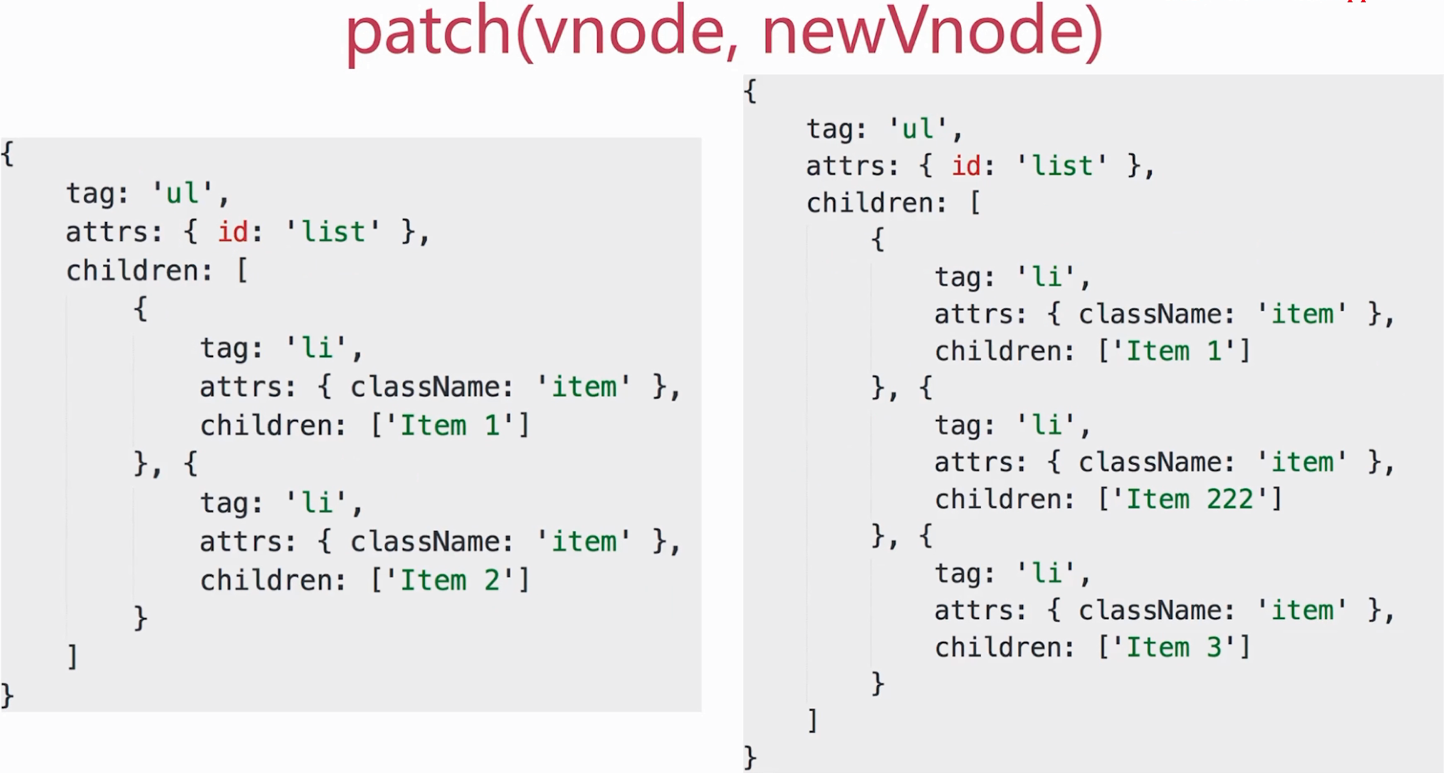 patch(vnode, newVnode)
{
    tag: 'ul',
    attrs: { id: 'list' },
    children: [
        {
            tag: 'li',
            attrs: { className: 'item' },
            children: ['Item 1']
        }, {
            tag: 'li',
            attrs: { className: 'item' },
            children: ['Item 2']
        }
    ]
}
{
    tag: 'ul',
    attrs: { id: 'list' },
    children: [
        {
            tag: 'li',
            attrs: { className: 'item' },
            children: ['Item 1']
        }, {
            tag: 'li',
            attrs: { className: 'item' },
            children: ['Item 222']
        }, {
            tag: 'li',
            attrs: { className: 'item' },
            children: ['Item 3']
        }
    ]
}